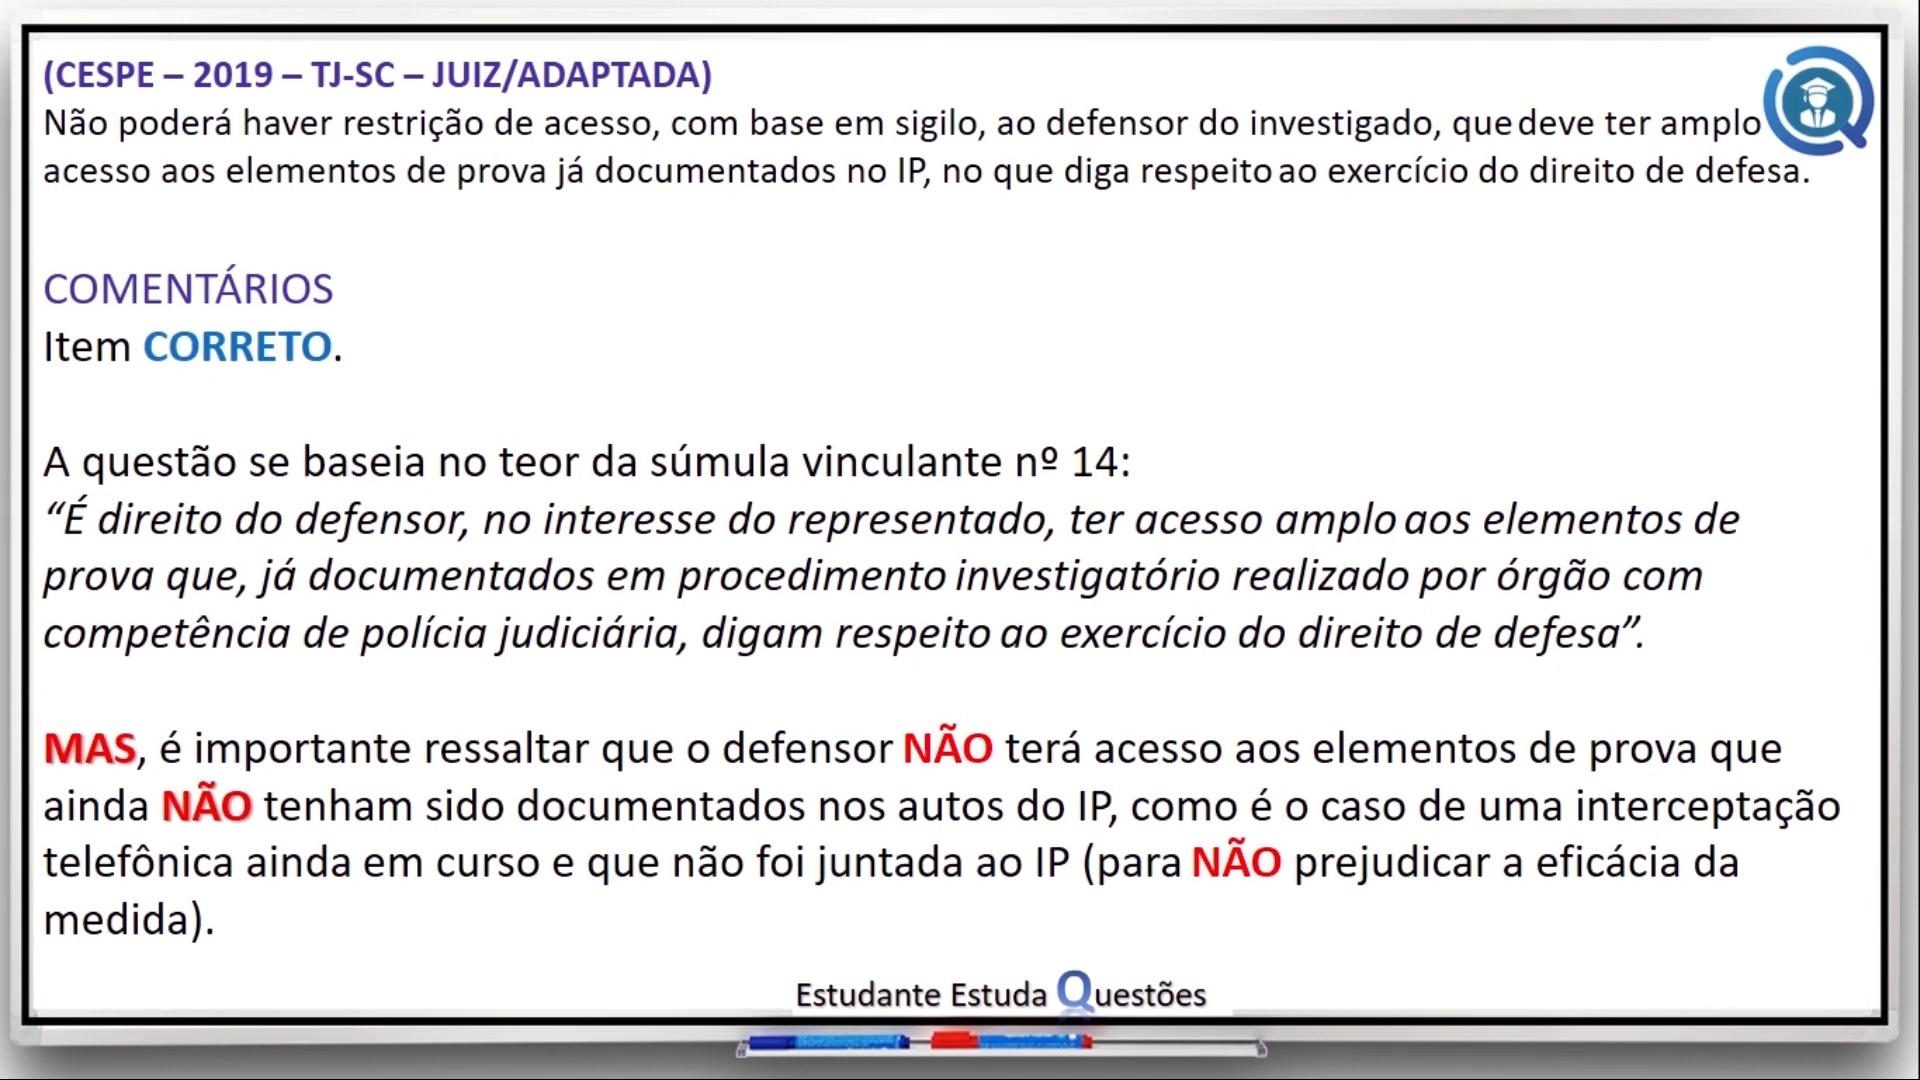 (CESPE – 2019 – TJ-SC – JUIZ/ADAPTADA)
Não poderá haver restrição de acesso, com base em sigilo, ao defensor do investigado, que deve ter amplo
acesso aos elementos de prova já documentados no IP, no que diga respeito ao exercício do direito de defesa.
COMENTÁRIOS
Item CORRETO.
A questão se baseia no teor da súmula vinculante nº 14:
“É direito do defensor, no interesse do representado, ter acesso amplo aos elementos de
prova que, já documentados em procedimento investigatório realizado por órgão com
competência de polícia judiciária, digam respeito ao exercício do direito de defesa”.
MAS, é importante ressaltar que o defensor NÃO terá acesso aos elementos de prova que
ainda NÃO tenham sido documentados nos autos do IP, como é o caso de uma interceptação
telefônica ainda em curso e que não foi juntada ao IP (para NÃO prejudicar a eficácia da
medida).
Estudante Estuda Questões